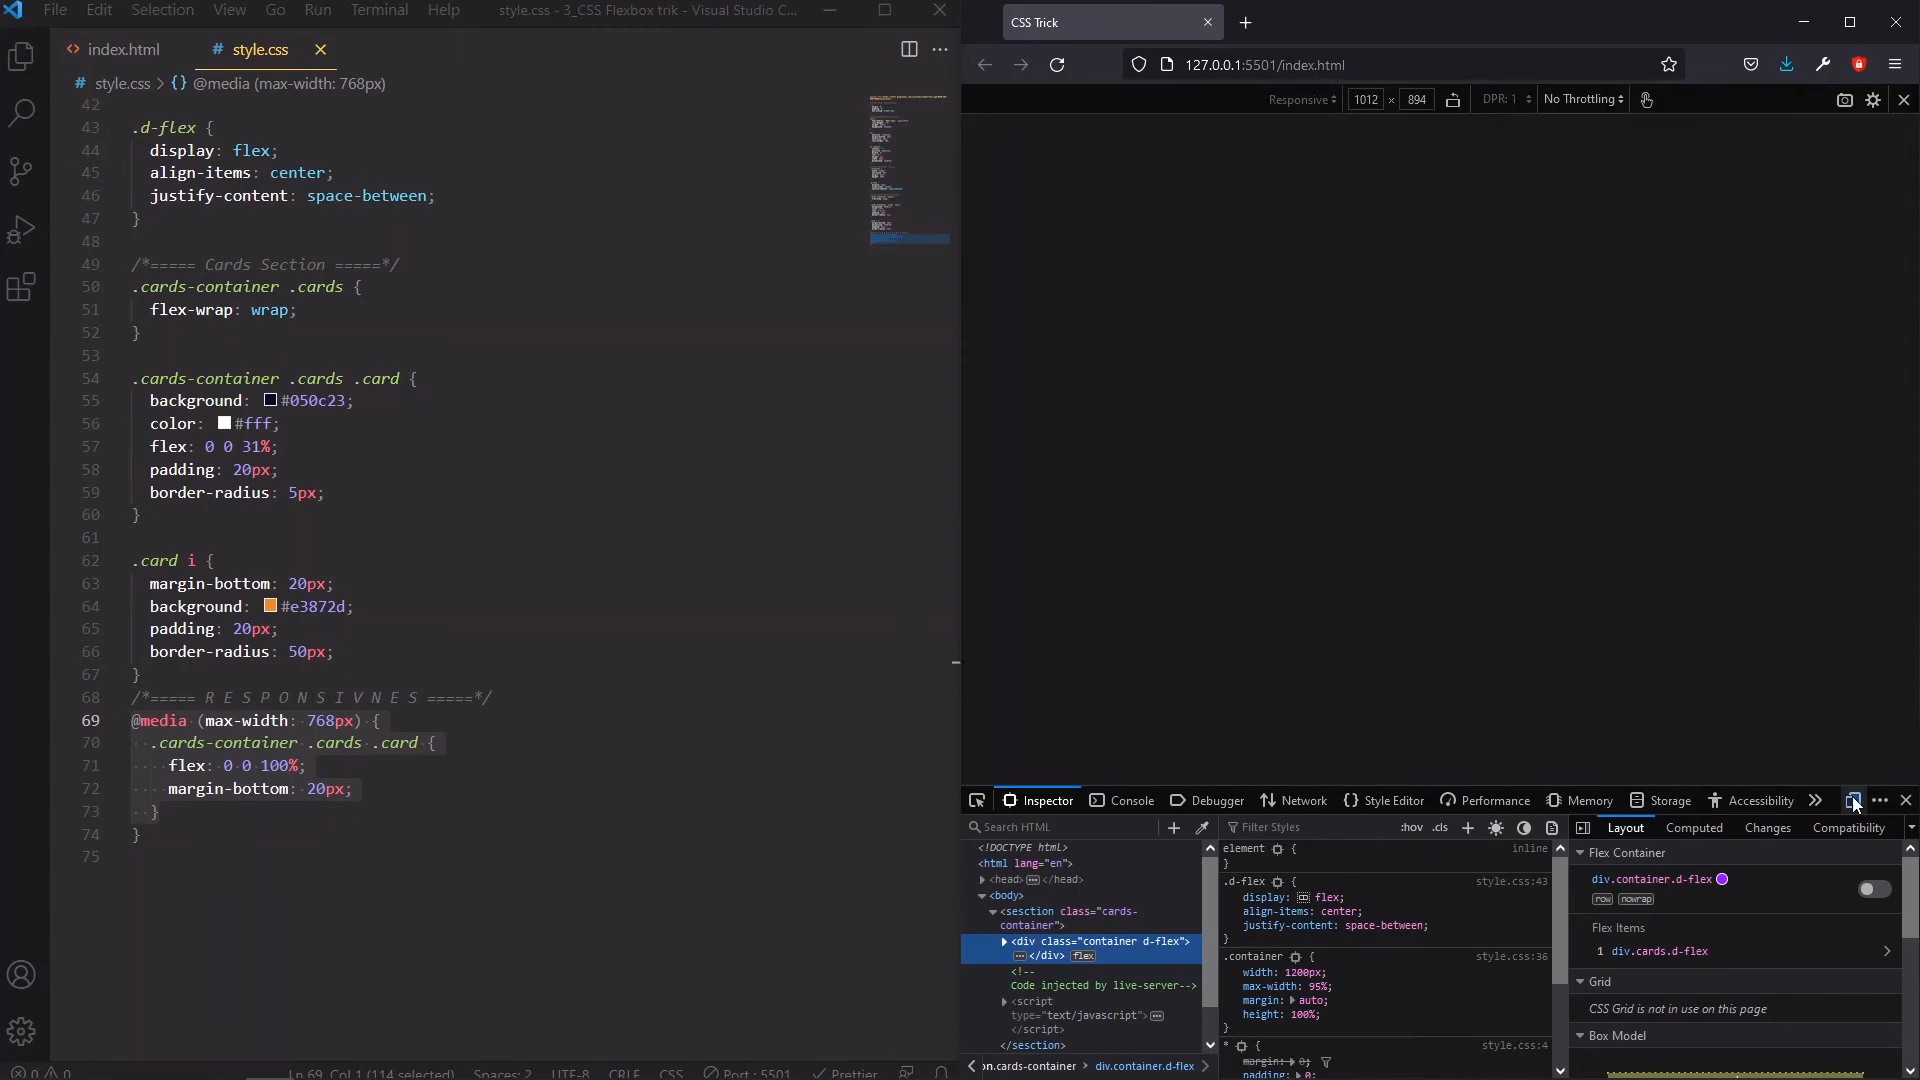 File Edit Selection View Go Run Terminal Help style.css - 3_CSS Flexbox trik - Visual Studio C...
index.html # style.css
# style.css > {} @media (max-width: 768px)
42
43 .d-flex {
44 display: flex;
45 align-items: center;
46 justify-content: space-between;
47 }
48
49 /*===== Cards Section =====*/
50 .cards-container .cards {
51 flex-wrap: wrap;
52 }
53
54 .cards-container .cards .card {
55 background: #050c23;
56 color: #fff;
57 flex: 0 0 31%;
58 padding: 20px;
59 border-radius: 5px;
60 }
61
62 .card i {
63 margin-bottom: 20px;
64 background: #e3872d;
65 padding: 20px;
66 border-radius: 50px;
67 }
68 /*===== R E S P O N S I V N E S =====*/
69 @media (max-width: 768px) {
70 .cards-container .cards .card {
71 flex: 0 0 100%;
72 margin-bottom: 20px;
73 }
74 }
75
0 0 Ln 69, Col 1 (114 selected) Spaces: 2 UTF-8 CRLF CSS Port : 5501 Prettier
CSS Trick
127.0.0.1:5501/index.html
Responsive 1012 × 894 DPR: 1 No Throttling
Inspector Console Debugger Network Style Editor Performance Memory Storage Accessibility
Search HTML
<!DOCTYPE html>
<html lang="en">
<head> </head>
<body>
<sesction class="cards-
container">
<div class="container d-flex">
</div> flex
<!--
Code injected by live-server-->
<script
type="text/javascript">
</script>
</sesction>
on.cards-container > div.container.d-flex
Filter Styles :hov .cls
element { inline
}
.d-flex { style.css:43
display: flex;
align-items: center;
justify-content: space-between;
}
.container { style.css:36
width: 1200px;
max-width: 95%;
margin: auto;
height: 100%;
}
* { style.css:4
margin: 0;
padding: 0;
Layout Computed Changes Compatibility
Flex Container
div.container.d-flex
row nowrap
Flex Items
1 div.cards.d-flex
Grid
CSS Grid is not in use on this page
Box Model